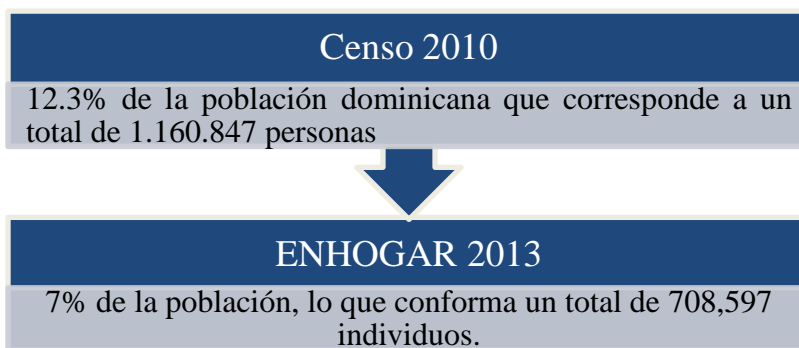 Censo 2010
12.3% de la población dominicana que corresponde a un
total de 1.160.847 personas
ENHOGAR 2013
7% de la población, lo que conforma un total de 708,597
individuos.